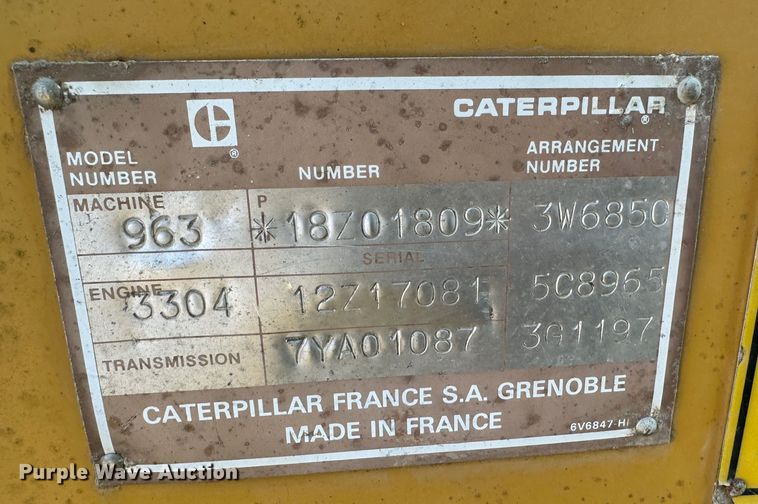 CATERPILLAR
®
MODEL NUMBER NUMBER ARRANGEMENT NUMBER
MACHINE P
963 *18Z01809* 3W6850
SERIAL
ENGINE 3304 12Z17081 5C8965
TRANSMISSION 7YA01087 3G1197
CATERPILLAR FRANCE S.A. GRENOBLE
MADE IN FRANCE
6V6847-HI
Purple Wave Auction